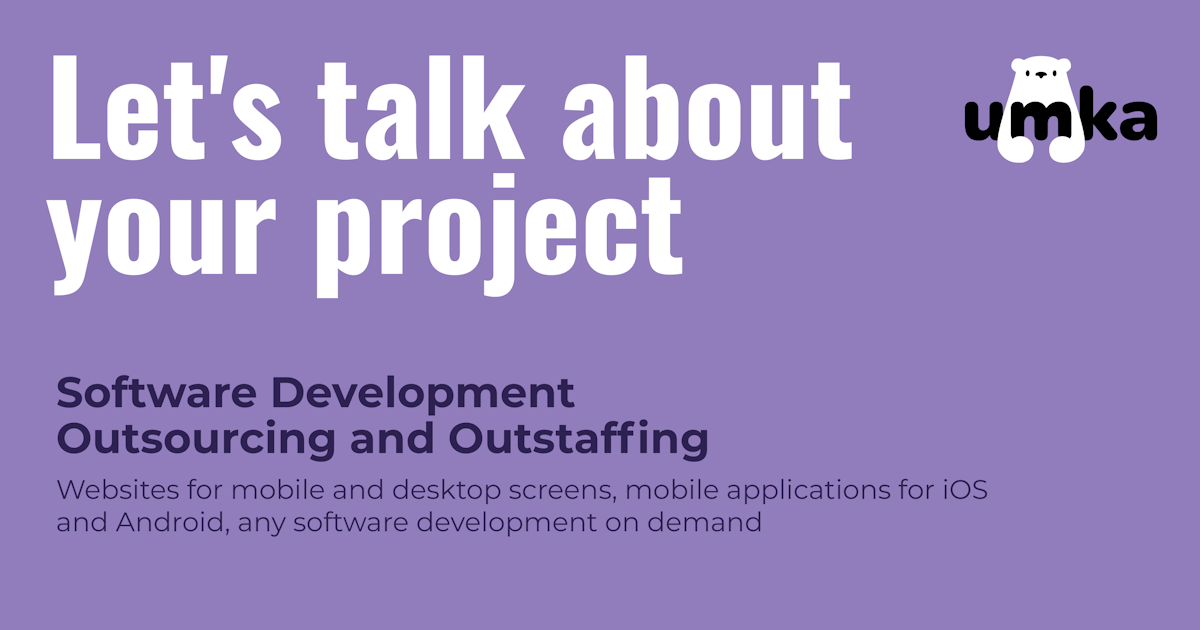 Let's talk about
your project
umka
Software Development
Outsourcing and Outstaffing
Websites for mobile and desktop screens, mobile applications for iOS
and Android, any software development on demand